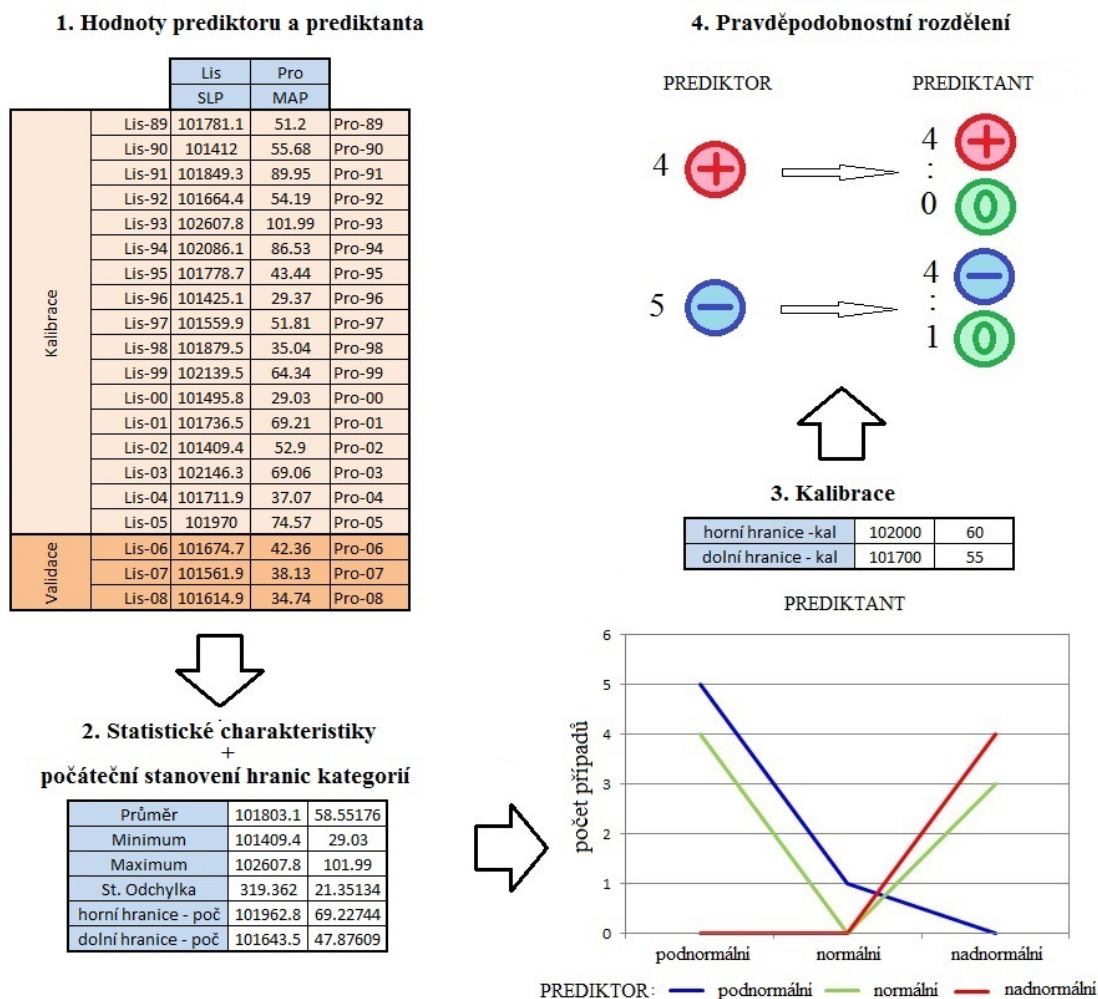 1. Hodnoty prediktoru a prediktanta
Lis Pro
SLP MAP
Kalibrace
Lis-89 101781.1 51.2 Pro-89
Lis-90 101412 55.68 Pro-90
Lis-91 101849.3 89.95 Pro-91
Lis-92 101664.4 54.19 Pro-92
Lis-93 102607.8 101.99 Pro-93
Lis-94 102086.1 86.53 Pro-94
Lis-95 101778.7 43.44 Pro-95
Lis-96 101425.1 29.37 Pro-96
Lis-97 101559.9 51.81 Pro-97
Lis-98 101879.5 35.04 Pro-98
Lis-99 102139.5 64.34 Pro-99
Lis-00 101495.8 29.03 Pro-00
Lis-01 101736.5 69.21 Pro-01
Lis-02 101409.4 52.9 Pro-02
Lis-03 102146.3 69.06 Pro-03
Lis-04 101711.9 37.07 Pro-04
Lis-05 101970 74.57 Pro-05
Validace
Lis-06 101674.7 42.36 Pro-06
Lis-07 101561.9 38.13 Pro-07
Lis-08 101614.9 34.74 Pro-08
2. Statistické charakteristiky
+
počáteční stanovení hranic kategorií
Průměr 101803.1 58.55176
Minimum 101409.4 29.03
Maximum 102607.8 101.99
St. Odchylka 319.362 21.35134
horní hranice - poč 101962.8 69.22744
dolní hranice - poč 101643.5 47.87609
3. Kalibrace
horní hranice -kal 102000 60
dolní hranice - kal 101700 55
PREDIKTANT
počet případů
6
5
4
3
2
1
0
podnormální normální nadnormální
PREDIKTOR: podnormální normální nadnormální
4. Pravděpodobnostní rozdělení
PREDIKTOR PREDIKTANT
4 + 4 +
:
0 0
5 − 4 −
:
1 0